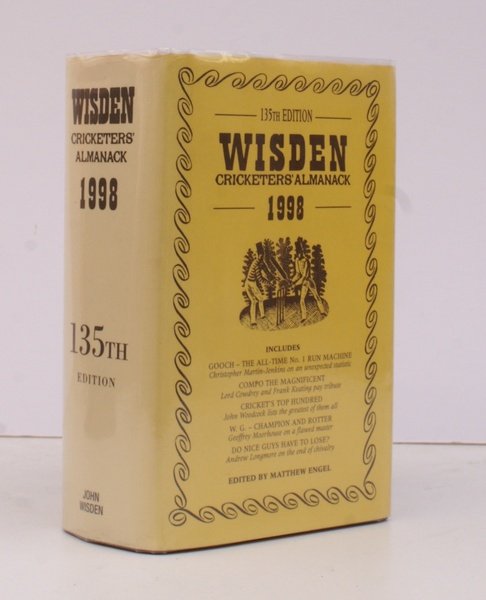 WISDEN
CRICKETERS'
ALMANACK
1998
135TH
EDITION
JOHN
WISDEN
135TH EDITION
WISDEN
CRICKETERS' ALMANACK
1998
INCLUDES
GOOCH – THE ALL-TIME No. 1 RUN MACHINE
Christopher Martin-Jenkins on an unexpected statistic
COMPO THE MAGNIFICENT
Lord Cowdrey and Frank Keating pay tribute
CRICKET'S TOP HUNDRED
John Woodcock lists the greatest of them all
W. G. – CHAMPION AND ROTTER
Geoffrey Moorhouse on a flawed master
DO NICE GUYS HAVE TO LOSE?
Andrew Longmore on the end of chivalry
EDITED BY MATTHEW ENGEL